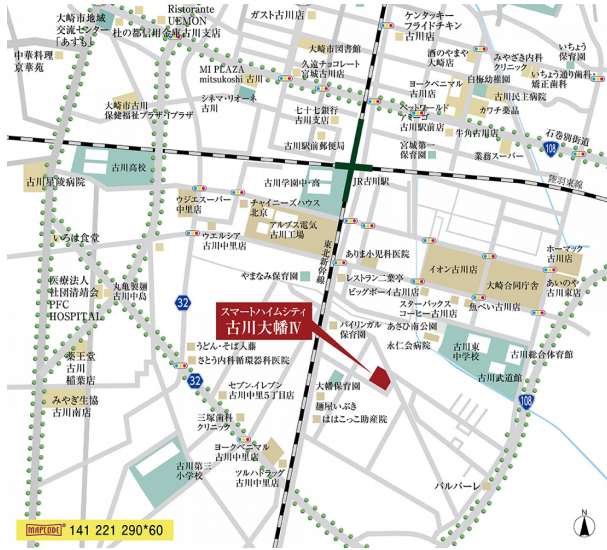 Ristorante
UEMON
大崎市地域
交流センター
「あすも」
杜の都信用金庫古川支店
ガスト古川店
ケンタッキー
フライドチキン
古川店
中華料理
京華苑
大崎市図書館
久遠チョコレート
宮城古川店
MI PLAZA
mitsukoshi 古川
酒のやまや
大崎店
みやざき内科
クリニック
いちょう
保育園
ヨークベニマル
古川店
白梅幼稚園
いちょう通り歯科・
矯正歯科
シネマ・リオーネ
古川
大崎市古川
保健福祉プラザ・fプラザ
七十七銀行
古川支店
ペットワールド
アミーゴ
古川駅前店
古川民主病院
カワチ薬品
古川駅前郵便局
牛角古川店
石巻別街道
108
宮城第一
保育園
業務スーパー
陸羽東線
古川高校
古川星陵病院
古川学園中・高
JR古川駅
ウジエスーパー
中里店
チャイニーズハウス
北京
アルプス電気
古川工場
いろは食堂
ウエルシア
古川中里店
東北新幹線
ありま小児科医院
ホーマック
古川店
イオン古川店
大崎合同庁舎
あいのや
古川東店
やまなみ保育園
レストラン二葉亭
ビッグボーイ古川店
魚べい古川店
スターバックス
コーヒー古川店
医療法人
社団清靖会
PFC
HOSPITAL
丸亀製麺
古川中島
32
スマートハイムシティ
古川大幡Ⅳ
バイリンガル
保育園
あさひ南公園
永仁会病院
古川東
中学校
古川総合体育館
うどん・そば入藤
さとう内科循環器科医院
薬王堂
古川
稲葉店
32
大幡保育園
古川武道館
セブン-イレブン
古川中里5丁目店
麺屋いぶき
108
みやぎ生協
古川南店
三塚歯科
クリニック
ははこっこ助産院
ヨークベニマル
古川中里店
古川第三
小学校
ツルハドラッグ
古川中里店
パルパーレ
MAPCODE 141 221 290*60
N